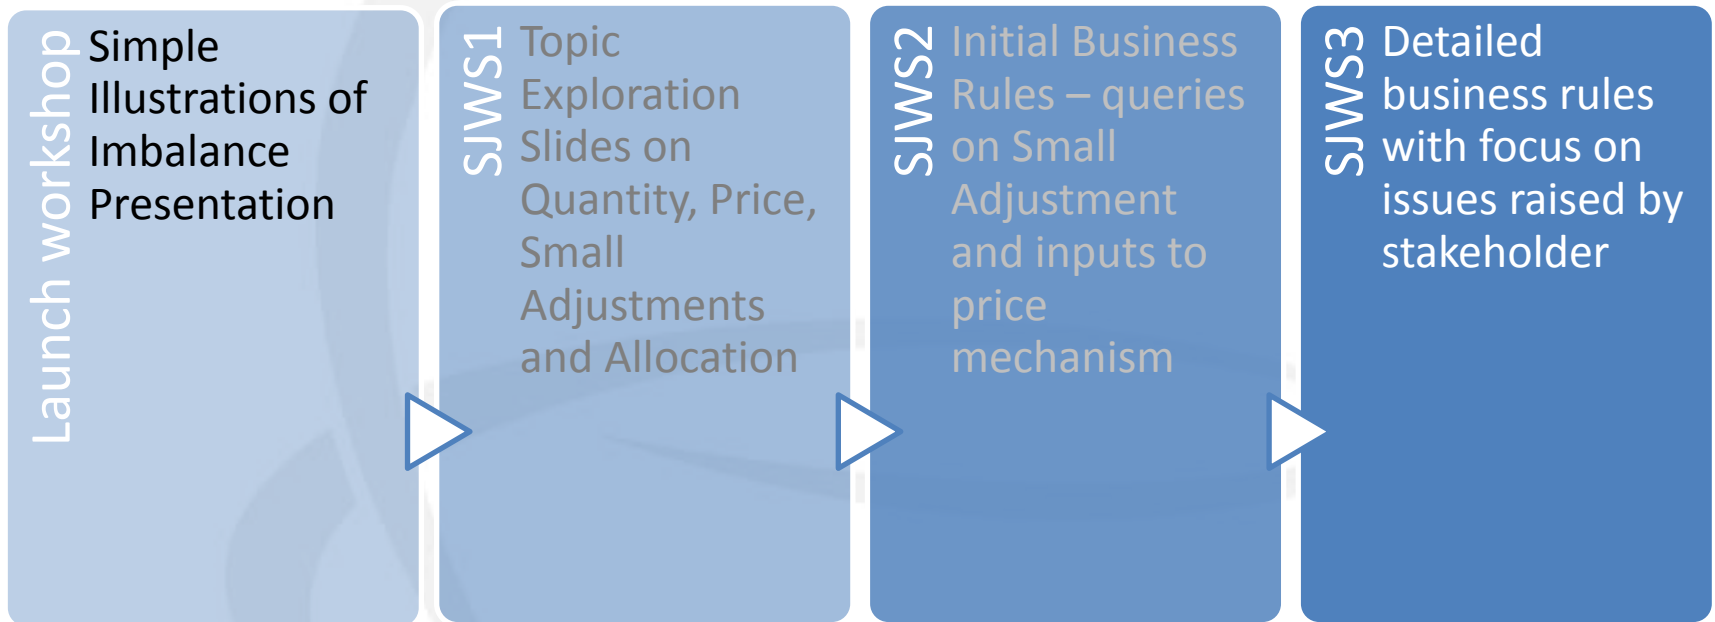 Launch workshop
Simple
Illustrations of
Imbalance
Presentation
SJWS1
Topic
Exploration
Slides on
Quantity, Price,
Small
Adjustments
and Allocation
SJWS2
Initial Business
Rules – queries
on Small
Adjustment
and inputs to
price
mechanism
SJWS3
Detailed
business rules
with focus on
issues raised by
stakeholder